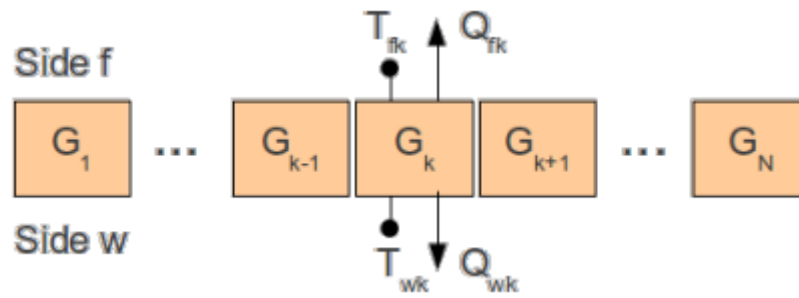 T_fk Q_fk
Side f
G_1 ... G_k-1 G_k G_k+1 ... G_N
Side w
T_wk Q_wk